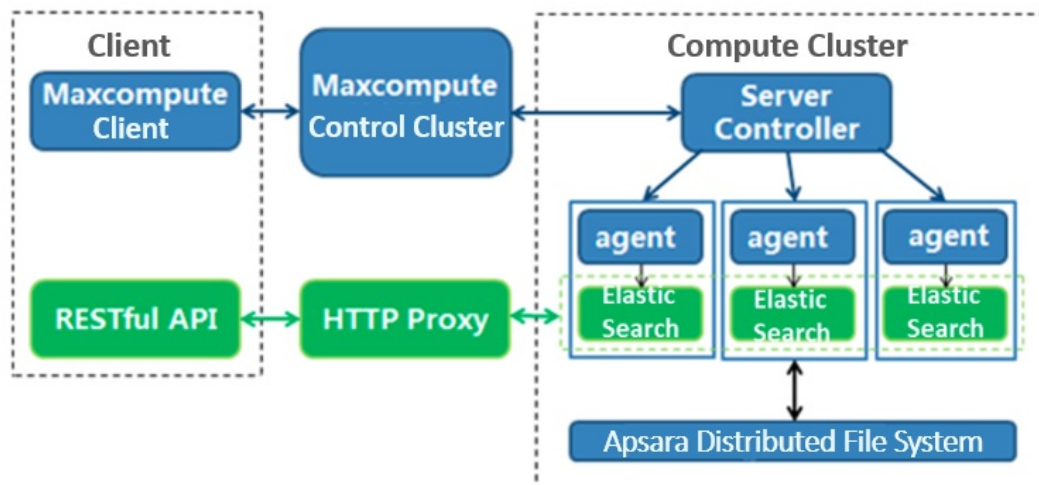 Client
Maxcompute
Client
Maxcompute
Control Cluster
Compute Cluster
Server
Controller
agent
agent
agent
RESTful API
HTTP Proxy
Elastic
Search
Elastic
Search
Elastic
Search
Apsara Distributed File System